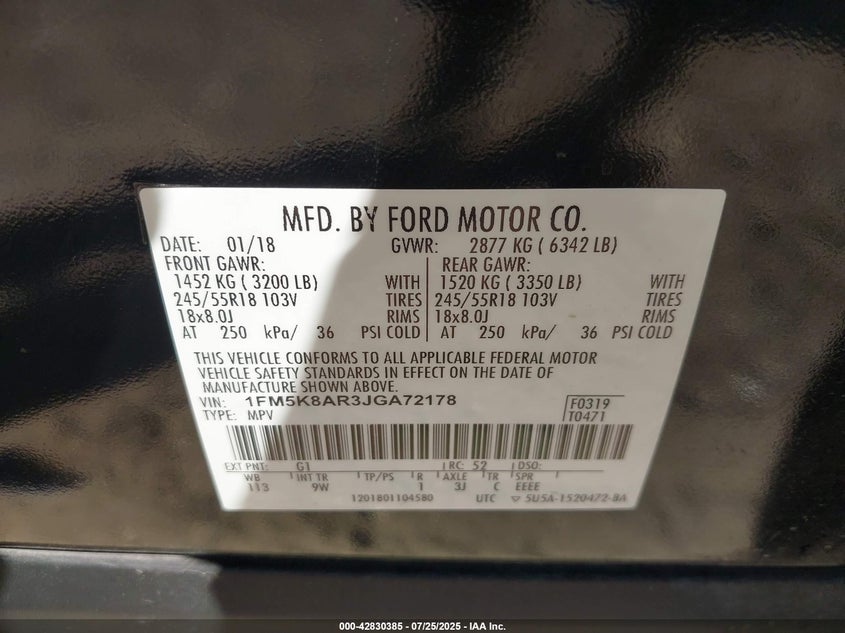 MFD. BY FORD MOTOR CO.
DATE: 01/18 GVWR: 2877 KG ( 6342 LB)
FRONT GAWR: REAR GAWR:
1452 KG ( 3200 LB) WITH 1520 KG ( 3350 LB) WITH
245/55R18 103V TIRES 245/55R18 103V TIRES
18x8.0J RIMS 18x8.0J RIMS
AT 250 kPa/ 36 PSI COLD AT 250 kPa/ 36 PSI COLD
THIS VEHICLE CONFORMS TO ALL APPLICABLE FEDERAL MOTOR
VEHICLE SAFETY STANDARDS IN EFFECT ON THE DATE OF
MANUFACTURE SHOWN ABOVE.
VIN: 1FM5K8AR3JGA72178 F0319
TYPE: MPV T0471
EXT PNT: G1 RC: 52 DSO:
WB INT TR TP/PS R AXLE TR SPR
113 9W 1 3J C EEEE
1201801104580 UTC ▽ 5U5A-1520472-BA
000-42830385 - 07/25/2025 - IAA Inc.